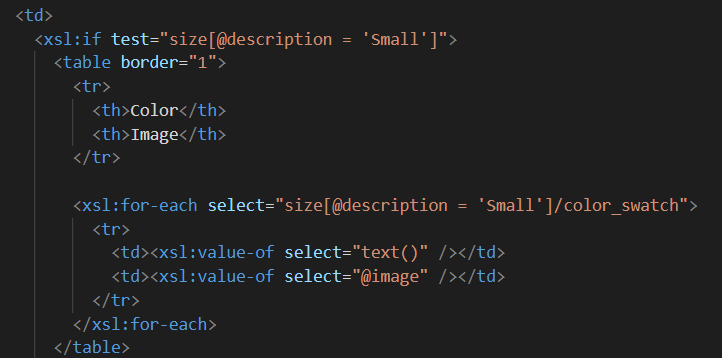 <td>
<xsl:if test="size[@description = 'Small']">
<table border="1">
<tr>
<th>Color</th>
<th>Image</th>
</tr>
<xsl:for-each select="size[@description = 'Small']/color_swatch">
<tr>
<td><xsl:value-of select="text()" /></td>
<td><xsl:value-of select="@image" /></td>
</tr>
</xsl:for-each>
</table>